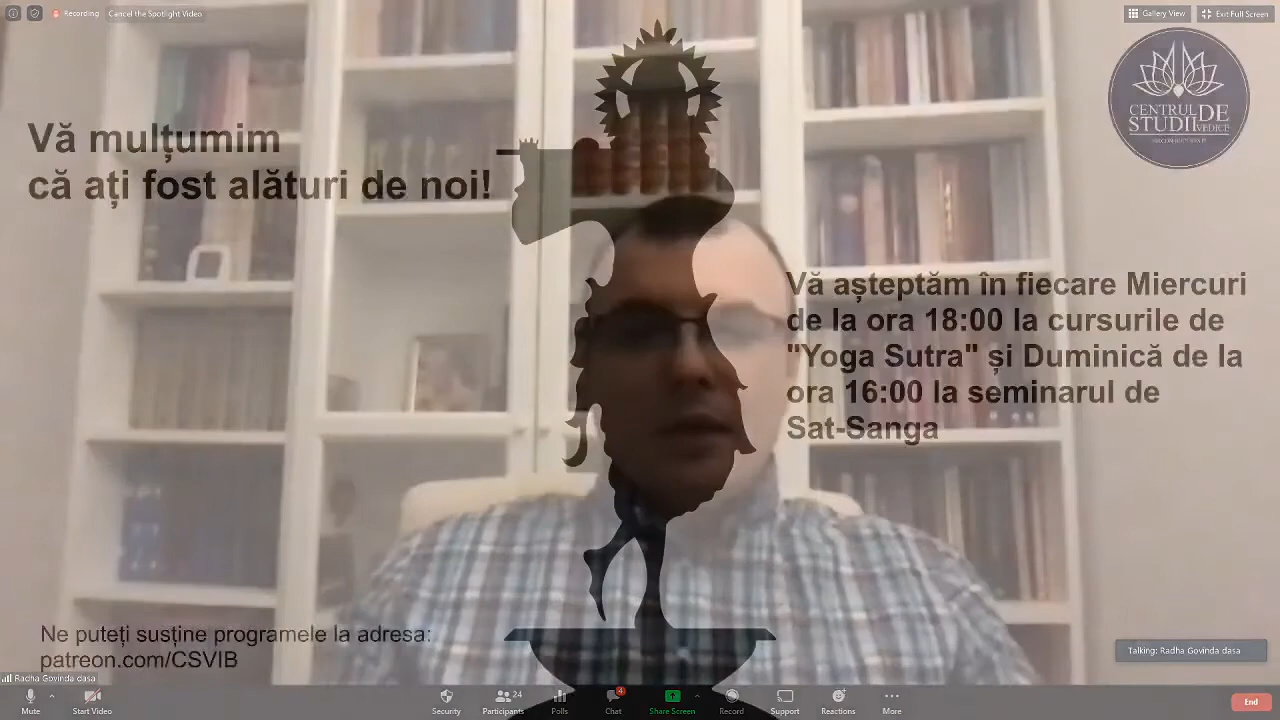 Recording
Cancel the Spotlight Video
Gallery View
Exit Full Screen
CENTRUL DE
STUDII VEDICE
Vă mulțumim
că ați fost alături de noi!
Vă așteptăm în fiecare Miercuri
de la ora 18:00 la cursurile de
"Yoga Sutra" și Duminică de la
ora 16:00 la seminarul de
Sat-Sanga
Ne puteți susține programele la adresa:
patreon.com/CSVIB
Talking: Radha Govinda dasa
Radha Govinda dasa
Mute
Start Video
Security
Participants
24
Polls
Chat
4
Share Screen
Record
Support
Reactions
More
End